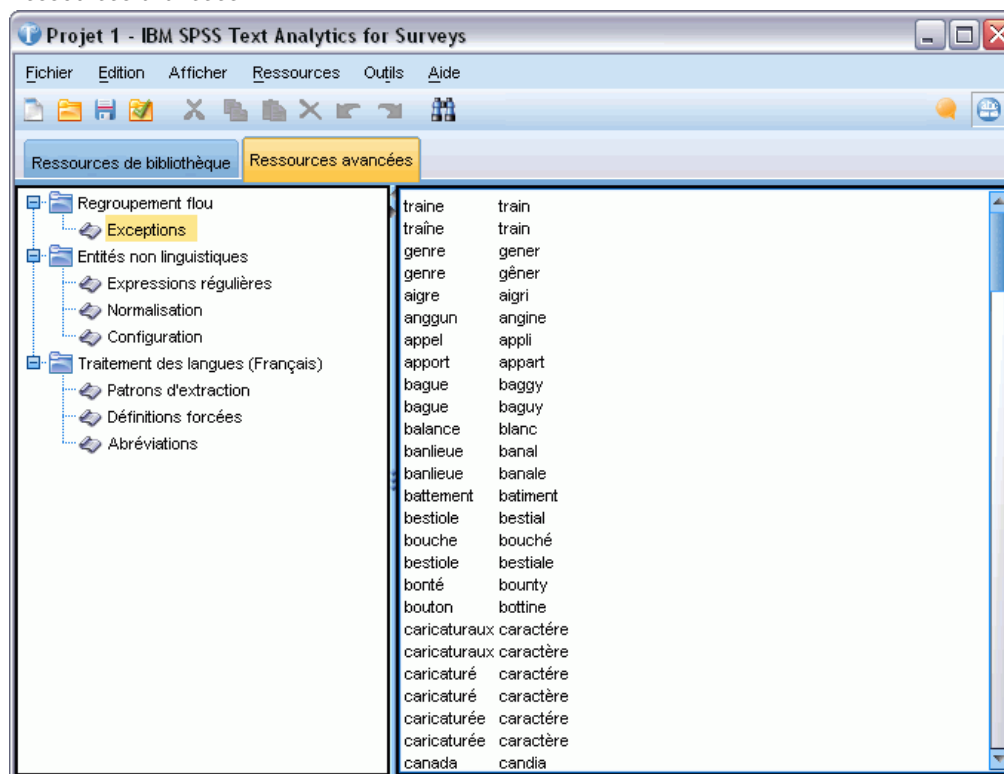 Projet 1 - IBM SPSS Text Analytics for Surveys
Fichier Edition Afficher Ressources Outils Aide
Ressources de bibliothèque Ressources avancées
Regroupement flou
Exceptions
Entités non linguistiques
Expressions régulières
Normalisation
Configuration
Traitement des langues (Français)
Patrons d'extraction
Définitions forcées
Abréviations
traine train
traîne train
genre gener
genre gêner
aigre aigri
anggun angine
appel appli
apport appart
bague baggy
bague baguy
balance blanc
banlieue banal
banlieue banale
battement batiment
bestiole bestial
bouche bouché
bestiole bestiale
bonté bounty
bouton bottine
caricaturaux caractére
caricaturaux caractère
caricaturé caractére
caricaturé caractère
caricaturée caractére
caricaturée caractère
canada candia